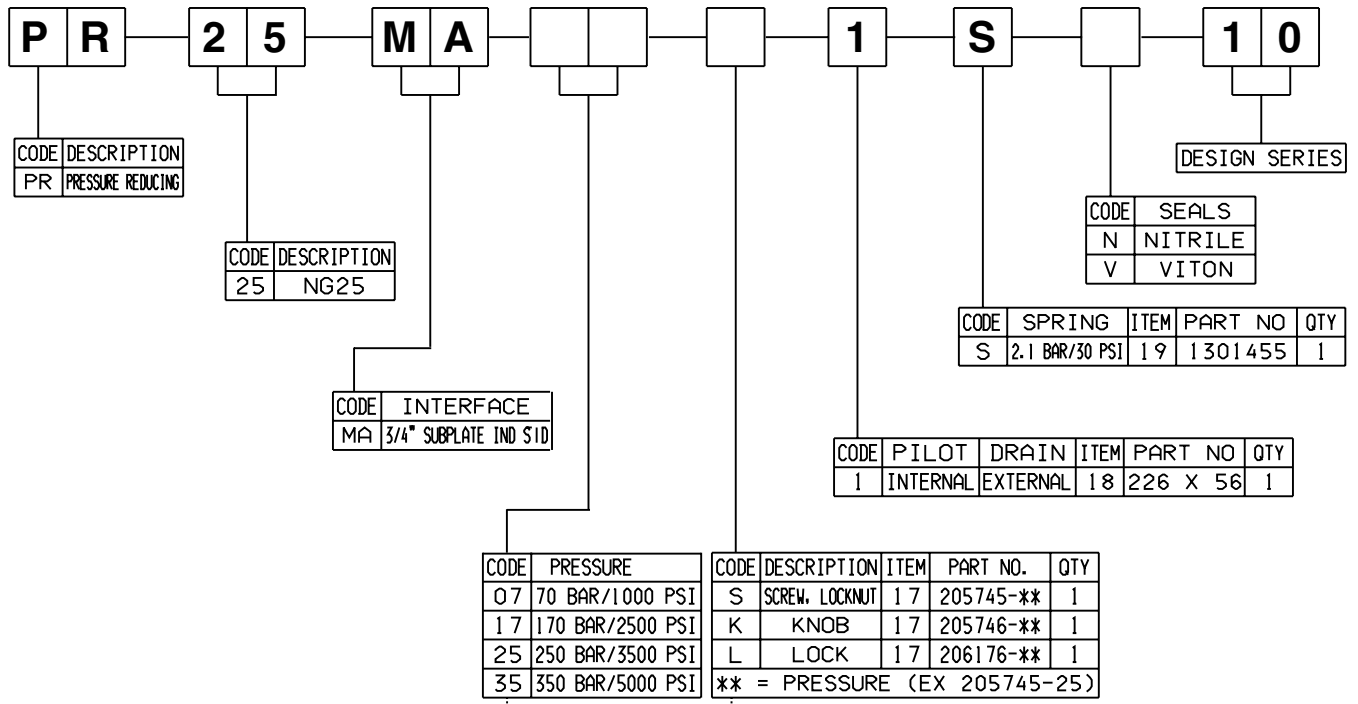 PR 25 MA 1 S 10
CODE DESCRIPTION
PR PRESSURE REDUCING
DESIGN SERIES
CODE SEALS
N NITRILE
V VITON
CODE DESCRIPTION
25 NG25
CODE SPRING ITEM PART NO QTY
S 2.1 BAR/30 PSI 19 1301455 1
CODE INTERFACE
MA 3/4" SUBPLATE IND S'ID
CODE PILOT DRAIN ITEM PART NO QTY
1 INTERNAL EXTERNAL 18 226 X 56 1
CODE PRESSURE
07 70 BAR/1000 PSI
17 170 BAR/2500 PSI
25 250 BAR/3500 PSI
35 350 BAR/5000 PSI
CODE DESCRIPTION ITEM PART NO. QTY
S SCREW, LOCKNUT 17 205745-** 1
K KNOB 17 205746-** 1
L LOCK 17 206176-** 1
** = PRESSURE (EX 205745-25)